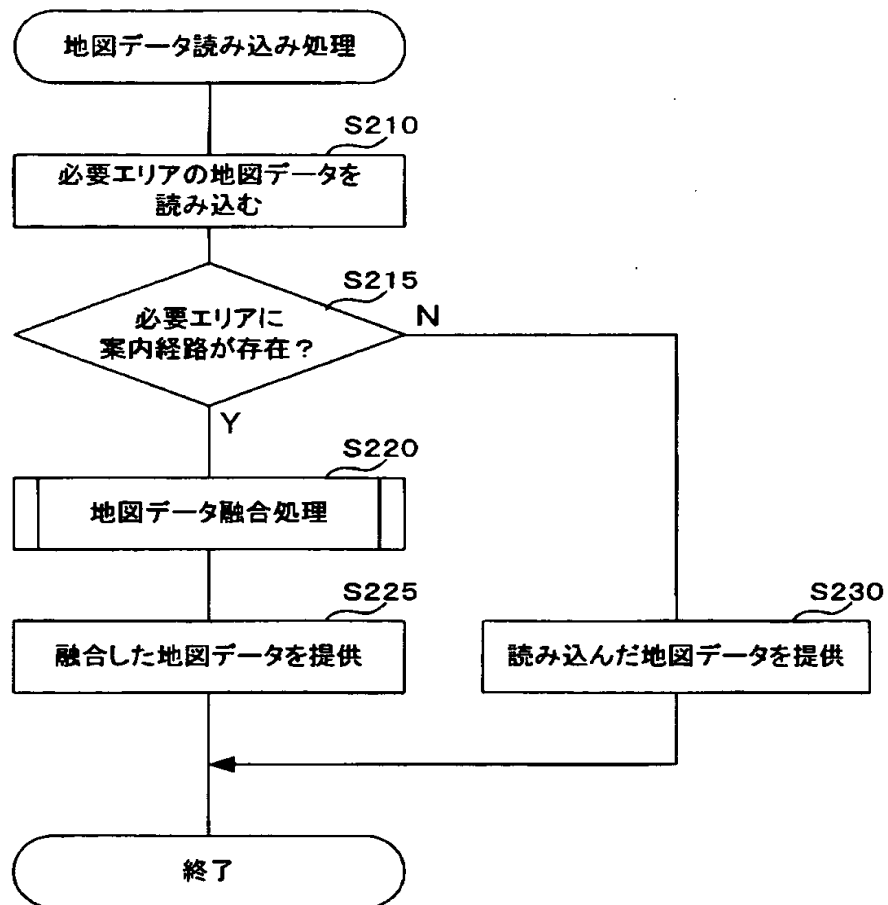 地図データ読み込み処理
S210
必要エリアの地図データを
読み込む
S215
必要エリアに
案内経路が存在？
N
Y
S220
地図データ融合処理
S225
融合した地図データを提供
S230
読み込んだ地図データを提供
終了